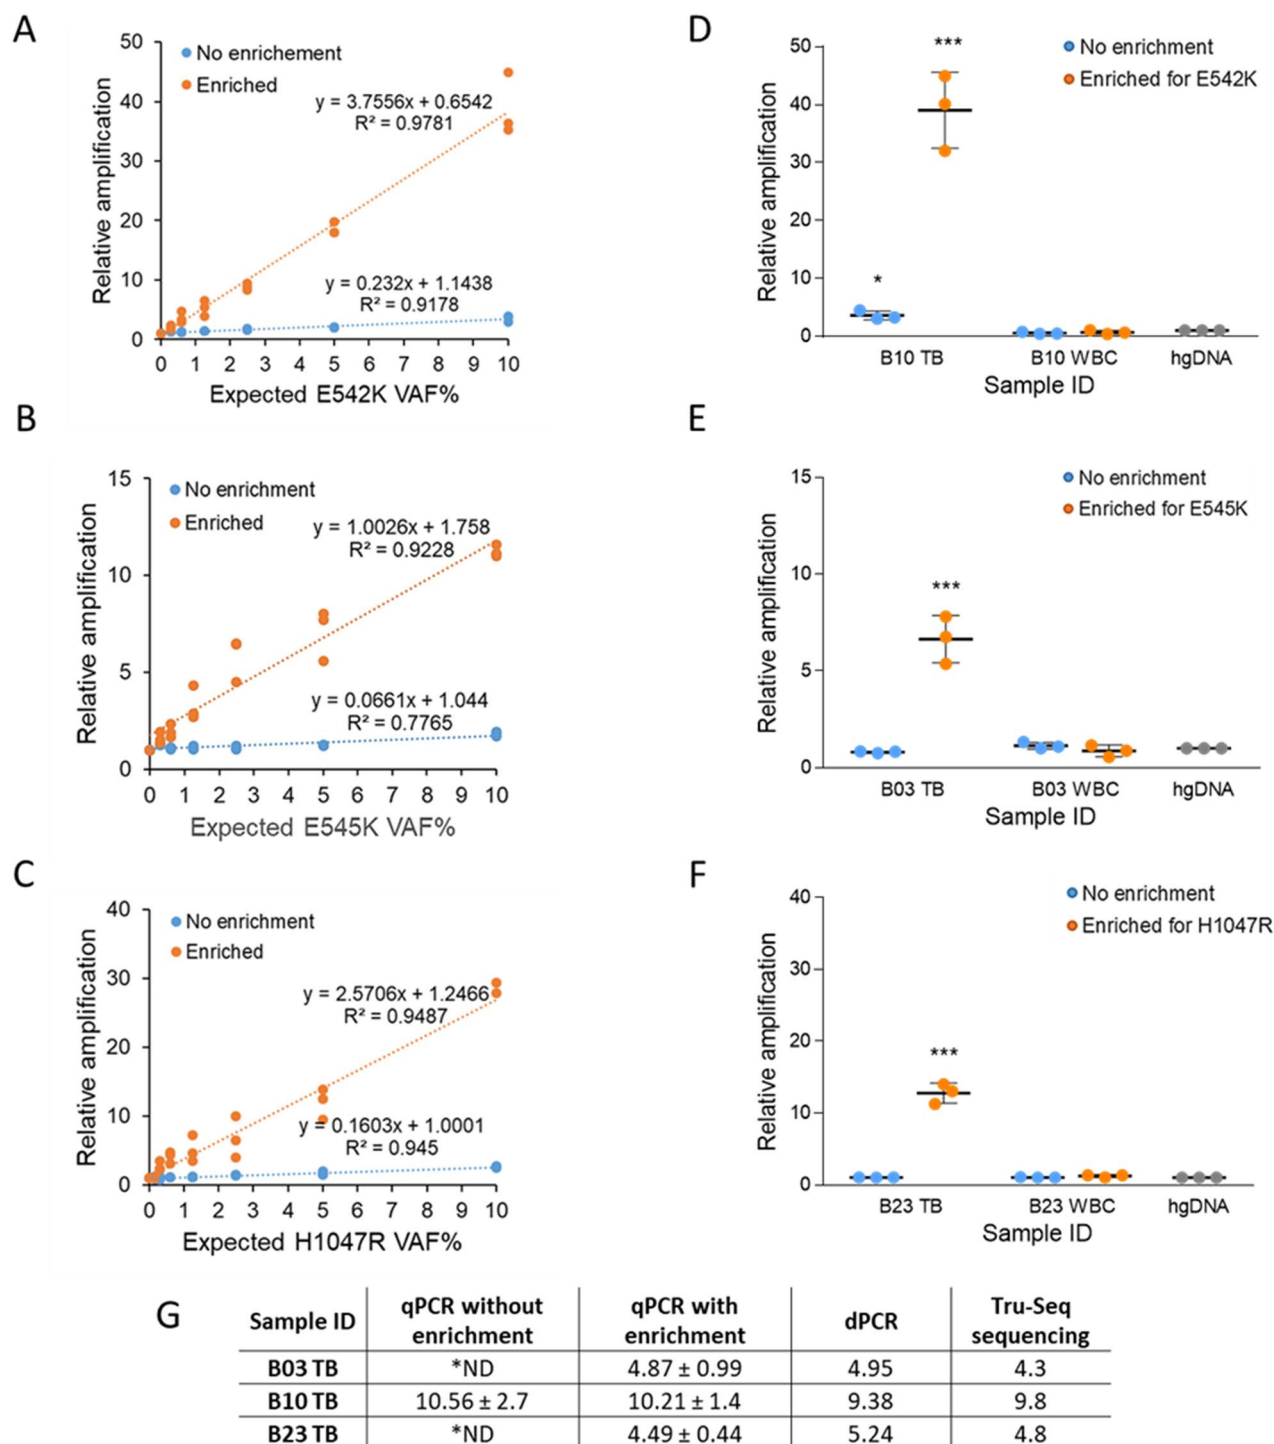 A
50
40
30
20
10
0
Relative amplification
No enrichement
Enriched
y = 3.7556x + 0.6542
R² = 0.9781
y = 0.232x + 1.1438
R² = 0.9178
0 1 2 3 4 5 6 7 8 9 10
Expected E542K VAF%
D
50
40
30
20
10
0
Relative amplification
***
*
No enrichment
Enriched for E542K
B10 TB B10 WBC hgDNA
Sample ID
B
15
10
5
0
Relative amplification
No enrichment
Enriched
y = 1.0026x + 1.758
R² = 0.9228
y = 0.0661x + 1.044
R² = 0.7765
0 1 2 3 4 5 6 7 8 9 10
Expected E545K VAF%
E
15
10
5
0
Relative amplification
***
No enrichment
Enriched for E545K
B03 TB B03 WBC hgDNA
Sample ID
C
40
30
20
10
0
Relative amplification
No enrichment
Enriched
y = 2.5706x + 1.2466
R² = 0.9487
y = 0.1603x + 1.0001
R² = 0.945
0 1 2 3 4 5 6 7 8 9 10
Expected H1047R VAF%
F
40
30
20
10
0
Relative amplification
***
No enrichment
Enriched for H1047R
B23 TB B23 WBC hgDNA
Sample ID
G
Sample ID qPCR without enrichment qPCR with enrichment dPCR Tru-Seq sequencing
B03 TB *ND 4.87 ± 0.99 4.95 4.3
B10 TB 10.56 ± 2.7 10.21 ± 1.4 9.38 9.8
B23 TB *ND 4.49 ± 0.44 5.24 4.8